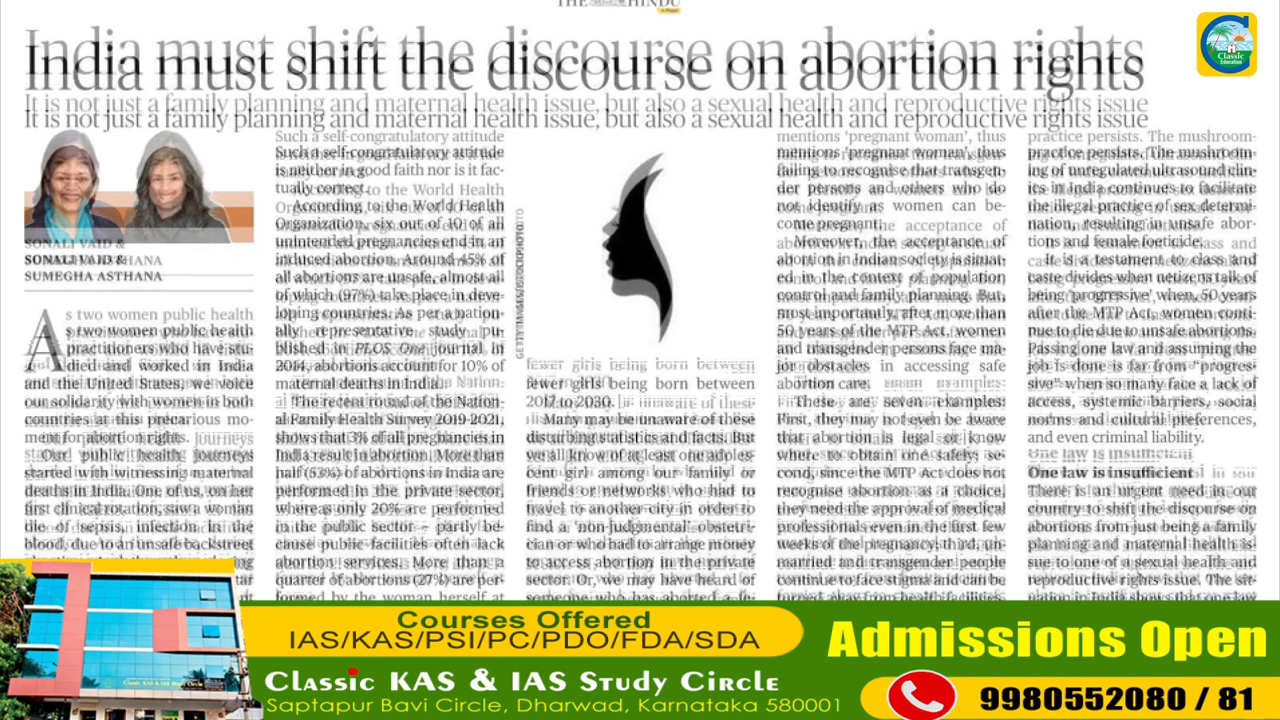 THE HINDU
India must shift the discourse on abortion rights
It is not just a family planning and maternal health issue, but also a sexual health and reproductive rights issue
Classic
Education
SONALI VAID &
SUMEGHA ASTHANA
As two women public health
practitioners who have stu-
died and worked in India
and the United States, we voice
our solidarity with women in both
countries at this precarious mo-
ment for abortion rights.
Our public health journeys
started with witnessing maternal
deaths in India. One of us, on her
first clinical rotation, saw a woman
die of sepsis, infection in the
blood, due to an unsafe backstreet
Such a self-congratulatory attitude
is neither in good faith nor is it fac-
tually correct.
According to the World Health
Organization, six out of 10 of all
unintended pregnancies end in an
induced abortion. Around 45% of
all abortions are unsafe, almost all
of which (97%) take place in deve-
loping countries. As per a nation
ally representative study pu-
blished in PLOS One journal in
2014, abortions account for 10% of
maternal deaths in India.
The recent round of the Nation-
al Family Health Survey 2019-2021,
shows that 3% of all pregnancies in
India result in abortion. More than
half (53%) of abortions in India are
performed in the private sector,
whereas only 20% are performed
in the public sector – partly be-
cause public facilities often lack
abortion services. More than a
quarter of abortions (27%) are per-
formed by the woman herself at
GETTY IMAGES/ISTOCKPHOTO
fewer girls being born between
2017 to 2030.
Many may be unaware of these
disturbing statistics and facts. But
we all know of at least one adoles-
cent girl among our family or
friends or networks who had to
travel to another city in order to
find a 'non-judgmental' obstetri-
cian or who had to arrange money
to access abortion in the private
sector. Or, we may have heard of
someone who has aborted a fe-
mentions 'pregnant woman', thus
failing to recognise that transgen-
der persons and others who do
not identify as women can be-
come pregnant.
Moreover, the acceptance of
abortion in Indian society is situat-
ed in the context of population
control and family planning. But,
most importantly, after more than
50 years of the MTP Act, women
and transgender persons face ma-
jor obstacles in accessing safe
abortion care.
These are seven examples:
First, they may not even be aware
that abortion is legal or know
where to obtain one safely; se-
cond, since the MTP Act does not
recognise abortion as a choice,
they need the approval of medical
professionals even in the first few
weeks of the pregnancy; third, un-
married and transgender people
continue to face stigma and can be
forced away from health facilities,
practice persists. The mushroom-
ing of unregulated ultrasound clin-
ics in India continues to facilitate
the illegal practice of sex determi-
nation, resulting in unsafe abor-
tions and female foeticide.
It is a testament to class and
caste divides when netizens talk of
being 'progressive' when, 50 years
after the MTP Act, women conti-
nue to die due to unsafe abortions.
Passing one law and assuming the
job is done is far from "progres-
sive" when so many face a lack of
access, systemic barriers, social
norms and cultural preferences,
and even criminal liability.
One law is insufficient
There is an urgent need in our
country to shift the discourse on
abortions from just being a family
planning and maternal health is-
sue to one of a sexual health and
reproductive rights issue. The sit-
uation in India shows that one law
Courses Offered
IAS/KAS/PSI/PC/PDO/FDA/SDA
Classic KAS & IAS Study Circle
Saptapur Bavi Circle, Dharwad, Karnataka 580001
Admissions Open
9980552080 / 81